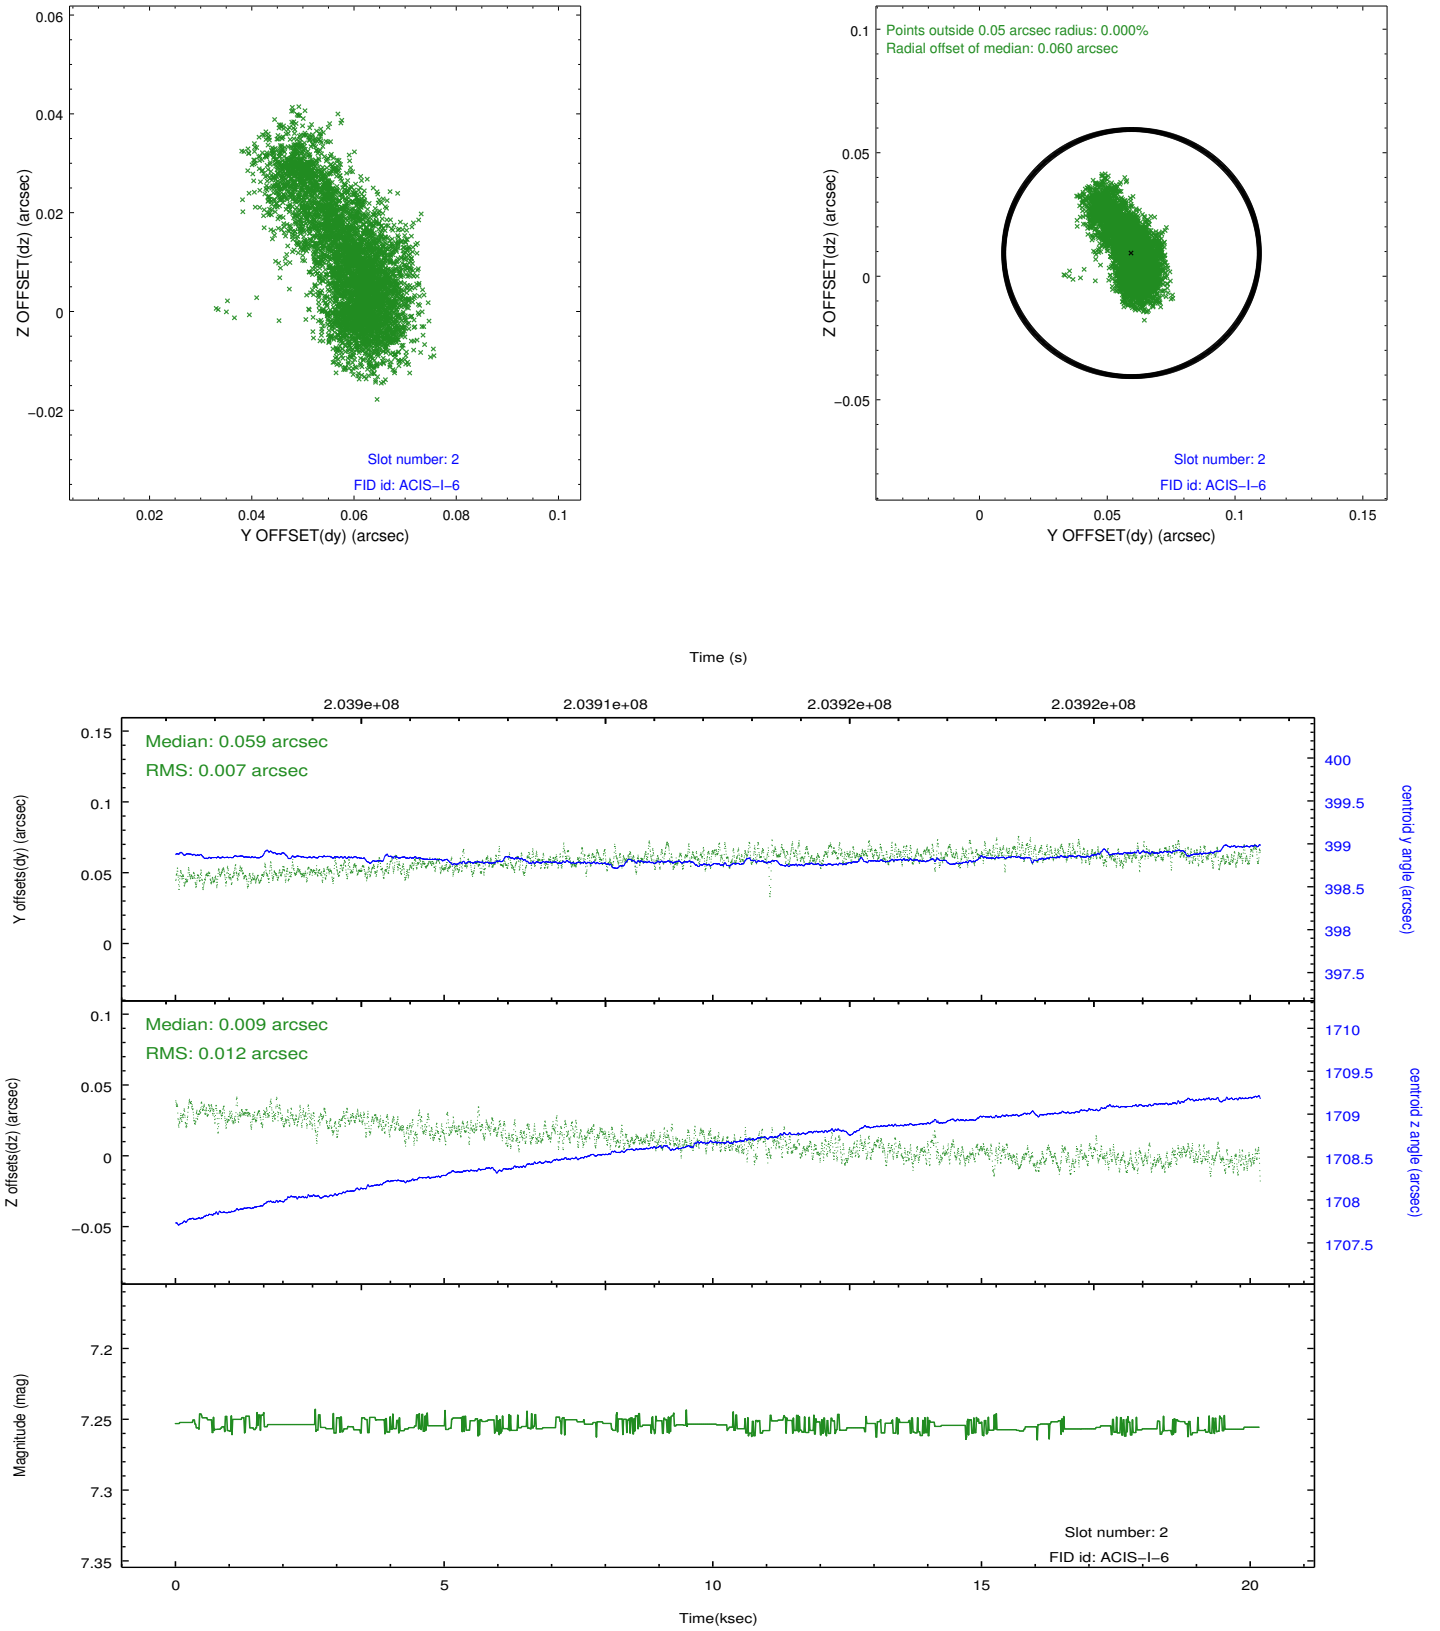 0.06
0.04
0.02
0
−0.02
Z OFFSET(dz) (arcsec)
Slot number: 2
FID id: ACIS−I−6
0.02 0.04 0.06 0.08 0.1
Y OFFSET(dy) (arcsec)
Points outside 0.05 arcsec radius: 0.000%
Radial offset of median: 0.060 arcsec
0.1
0.05
0
−0.05
Z OFFSET(dz) (arcsec)
Slot number: 2
FID id: ACIS−I−6
0 0.05 0.1 0.15
Y OFFSET(dy) (arcsec)
Time (s)
2.039e+08 2.0391e+08 2.0392e+08 2.0392e+08
Median: 0.059 arcsec
RMS: 0.007 arcsec
0.15
0.1
0.05
0
Y offsets(dy) (arcsec)
400
399.5
399
398.5
398
397.5
centroid y angle (arcsec)
Median: 0.009 arcsec
RMS: 0.012 arcsec
0.1
0.05
0
−0.05
Z offsets(dz) (arcsec)
1710
1709.5
1709
1708.5
1708
1707.5
centroid z angle (arcsec)
7.2
7.25
7.3
7.35
Magnitude (mag)
Slot number: 2
FID id: ACIS−I−6
0 5 10 15 20
Time(ksec)